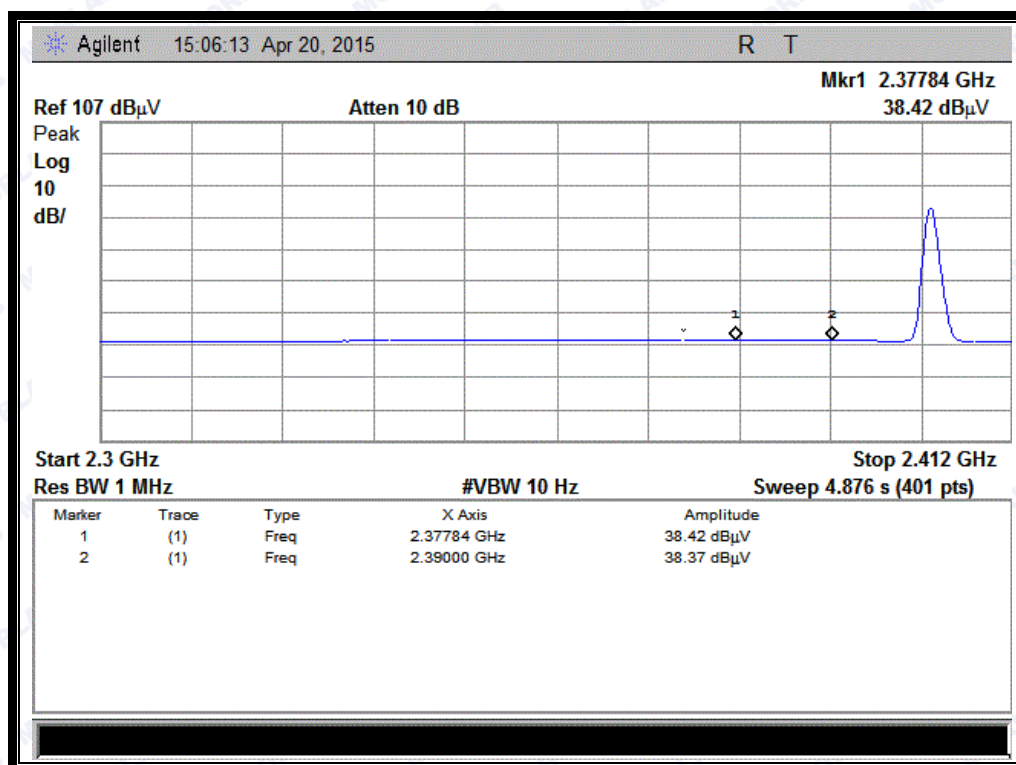 Agilent 15:06:13 Apr 20, 2015 R T
Mkr1 2.37784 GHz
Ref 107 dBµV Atten 10 dB 38.42 dBµV
Peak
Log
10
dB/
1 2
Start 2.3 GHz Stop 2.412 GHz
Res BW 1 MHz #VBW 10 Hz Sweep 4.876 s (401 pts)
Marker Trace Type X Axis Amplitude
1 (1) Freq 2.37784 GHz 38.42 dBµV
2 (1) Freq 2.39000 GHz 38.37 dBµV